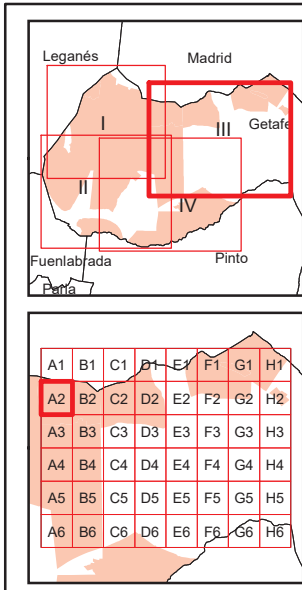 Leganés Madrid
I
III
Getafe
II
IV
Fuenlabrada Pinto
Parla
A1 B1 C1 D1 E1 F1 G1 H1
A2 B2 C2 D2 E2 F2 G2 H2
A3 B3 C3 D3 E3 F3 G3 H3
A4 B4 C4 D4 E4 F4 G4 H4
A5 B5 C5 D5 E5 F5 G5 H5
A6 B6 C6 D6 E6 F6 G6 H6